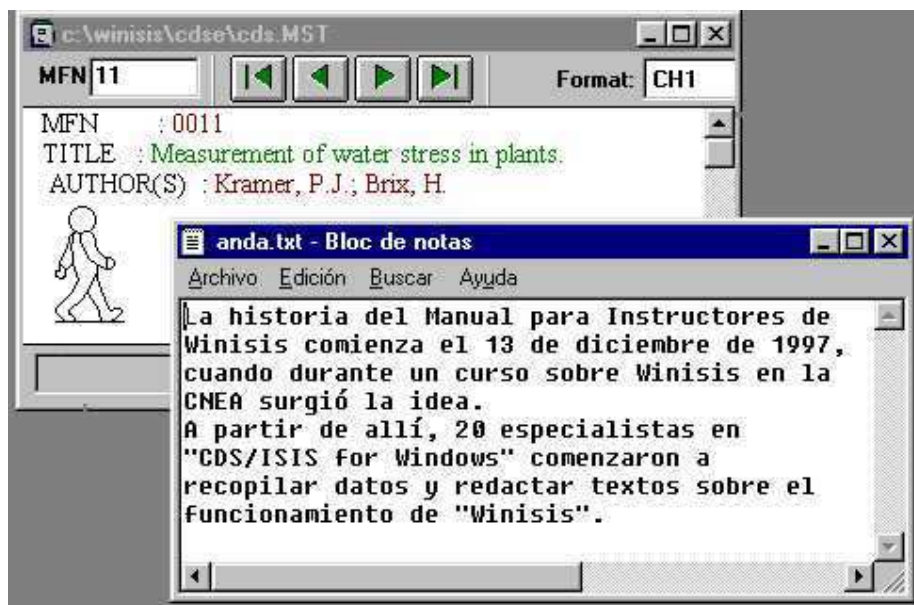 c:\winisis\cdse\cds.MST
MFN 11 Format: CH1
MFN : 0011
TITLE : Measurement of water stress in plants.
AUTHOR(S) : Kramer, P.J.; Brix, H.
anda.txt - Bloc de notas
Archivo Edición Buscar Ayuda
La historia del Manual para Instructores de
Winisis comienza el 13 de diciembre de 1997,
cuando durante un curso sobre Winisis en la
CNEA surgió la idea.
A partir de allí, 20 especialistas en
"CDS/ISIS for Windows" comenzaron a
recopilar datos y redactar textos sobre el
funcionamiento de "Winisis".